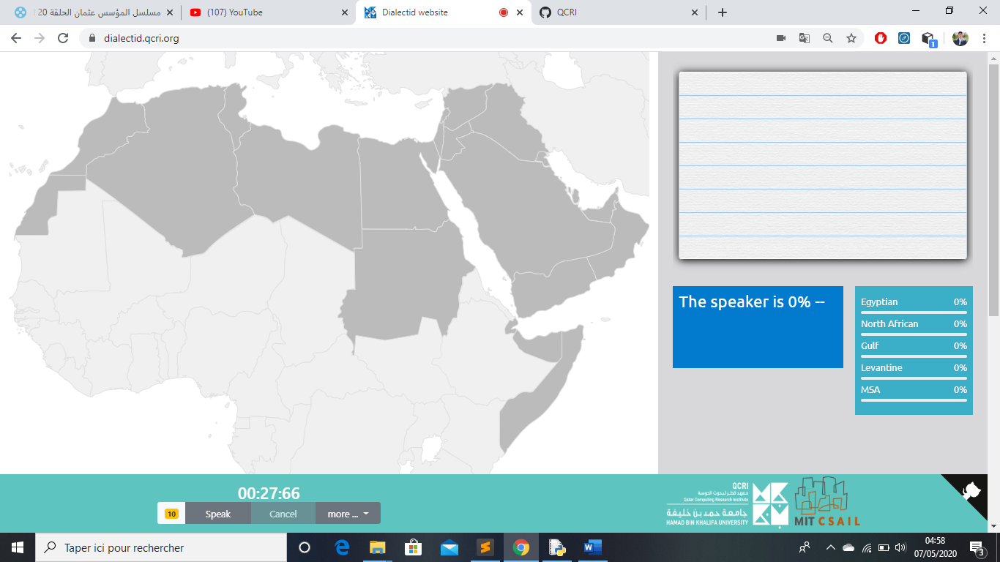 مسلسل المؤسس عثمان الحلقة 20 ا
(107) YouTube
Dialectid website
QCRI
dialectid.qcri.org
1
The speaker is 0% --
Egyptian 0%
North African 0%
Gulf 0%
Levantine 0%
MSA 0%
00:27:66
10 Speak Cancel more ...
QCRI
معهد قطر لبحوث الحوسبة
Qatar Computing Research Institute
جامعة حمد بن خليفة
HAMAD BIN KHALIFA UNIVERSITY
MIT CSAIL
Taper ici pour rechercher
04:58
07/05/2020
3